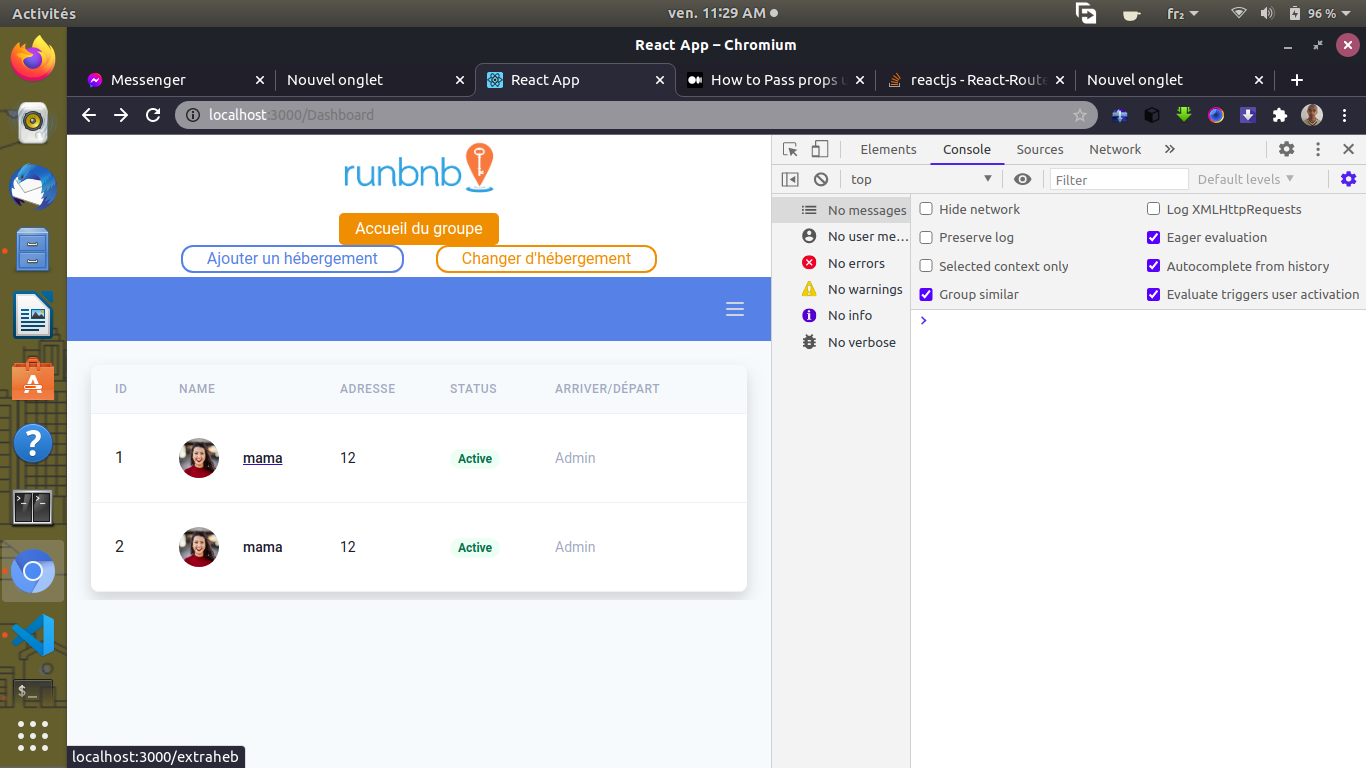 Activités
ven. 11:29 AM
fr₂
96 %
React App – Chromium
Messenger
Nouvel onglet
React App
How to Pass props u
reactjs - React-Route
Nouvel onglet
localhost:3000/Dashboard
runbnb
Accueil du groupe
Ajouter un hébergement
Changer d'hébergement
ID NAME ADRESSE STATUS ARRIVER/DÉPART
1 mama 12 Active Admin
2 mama 12 Active Admin
localhost:3000/extraheb
Elements Console Sources Network
top
Filter
Default levels
No messages
No user me...
No errors
No warnings
No info
No verbose
Hide network
Log XMLHttpRequests
Preserve log
Eager evaluation
Selected context only
Autocomplete from history
Group similar
Evaluate triggers user activation